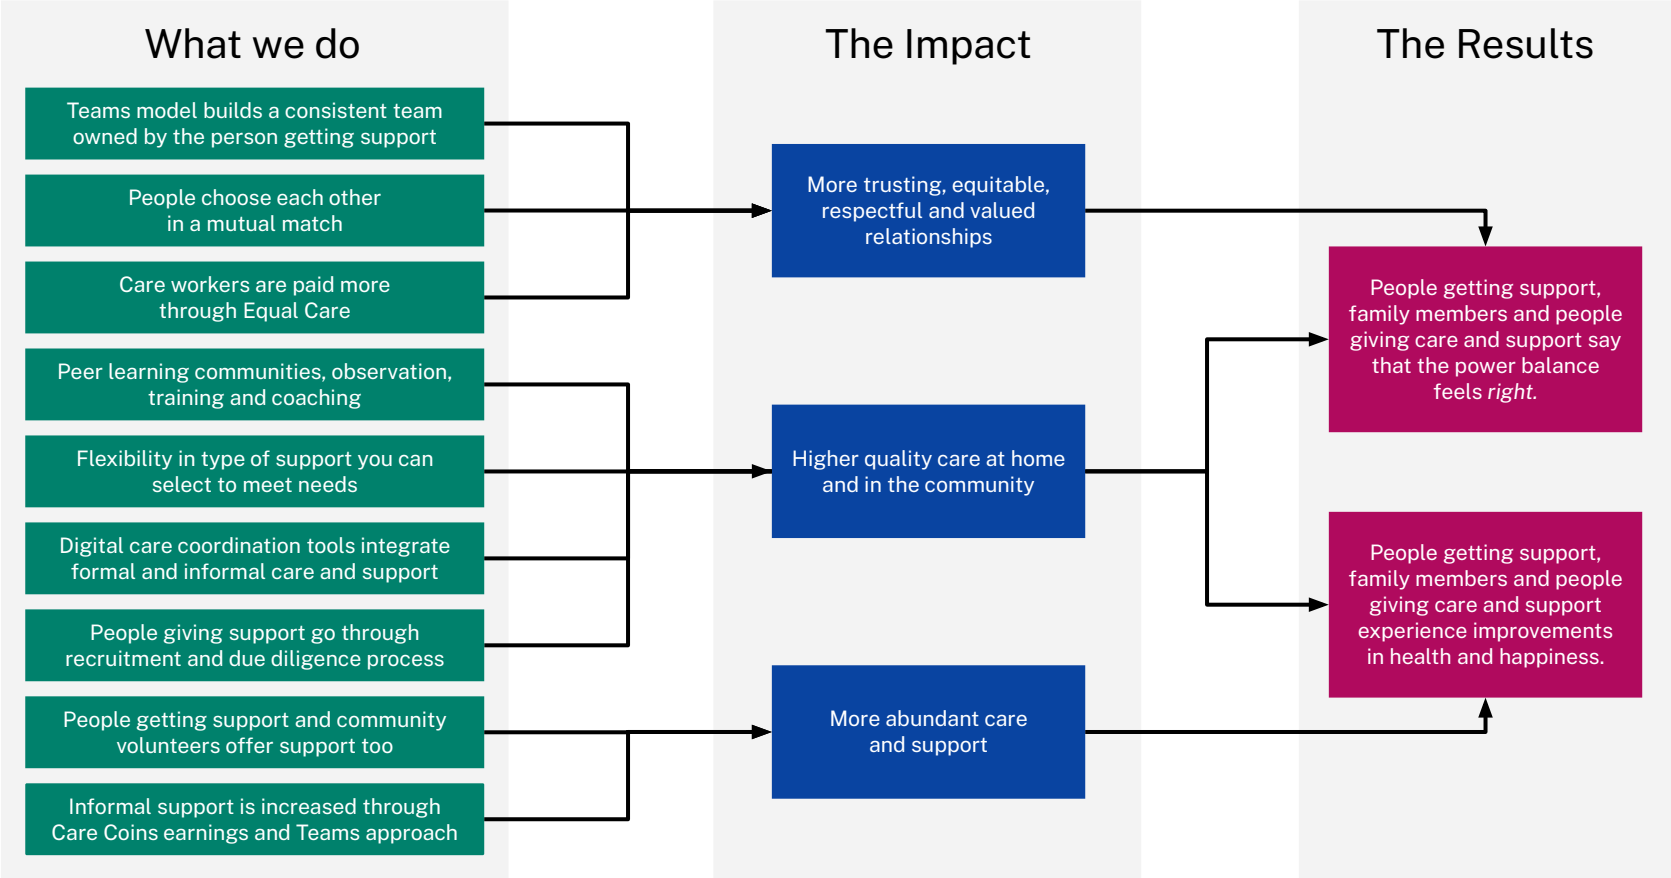 What we do
Teams model builds a consistent team
owned by the person getting support
People choose each other
in a mutual match
Care workers are paid more
through Equal Care
Peer learning communities, observation,
training and coaching
Flexibility in type of support you can
select to meet needs
Digital care coordination tools integrate
formal and informal care and support
People giving support go through
recruitment and due diligence process
People getting support and community
volunteers offer support too
Informal support is increased through
Care Coins earnings and Teams approach
The Impact
More trusting, equitable,
respectful and valued
relationships
Higher quality care at home
and in the community
More abundant care
and support
The Results
People getting support,
family members and people
giving care and support say
that the power balance
feels right.
People getting support,
family members and people
giving care and support
experience improvements
in health and happiness.